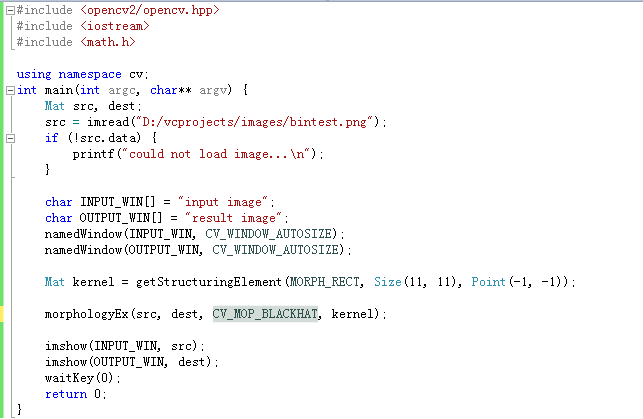 #include <opencv2/opencv.hpp>
#include <iostream>
#include <math.h>
using namespace cv;
int main(int argc, char** argv) {
    Mat src, dest;
    src = imread("D:/vcprojects/images/bintest.png");
    if (!src.data) {
        printf("could not load image...\n");
    }
    char INPUT_WIN[] = "input image";
    char OUTPUT_WIN[] = "result image";
    namedWindow(INPUT_WIN, CV_WINDOW_AUTOSIZE);
    namedWindow(OUTPUT_WIN, CV_WINDOW_AUTOSIZE);
    Mat kernel = getStructuringElement(MORPH_RECT, Size(11, 11), Point(-1, -1));
    morphologyEx(src, dest, CV_MOP_BLACKHAT, kernel);
    imshow(INPUT_WIN, src);
    imshow(OUTPUT_WIN, dest);
    waitKey(0);
    return 0;
}